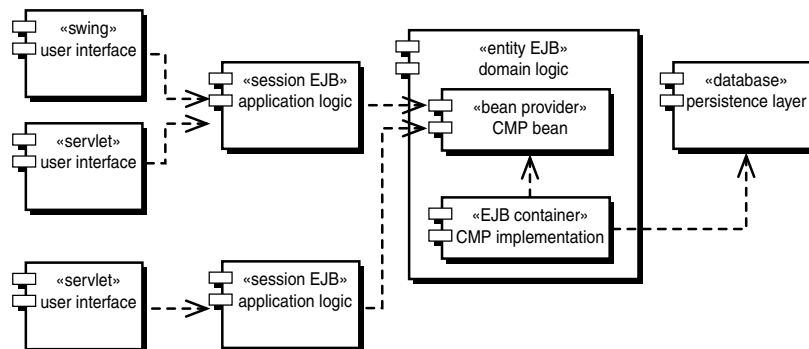 «swing»
user interface
«servlet»
user interface
«servlet»
user interface
«session EJB»
application logic
«session EJB»
application logic
«entity EJB»
domain logic
«bean provider»
CMP bean
«EJB container»
CMP implementation
«database»
persistence layer